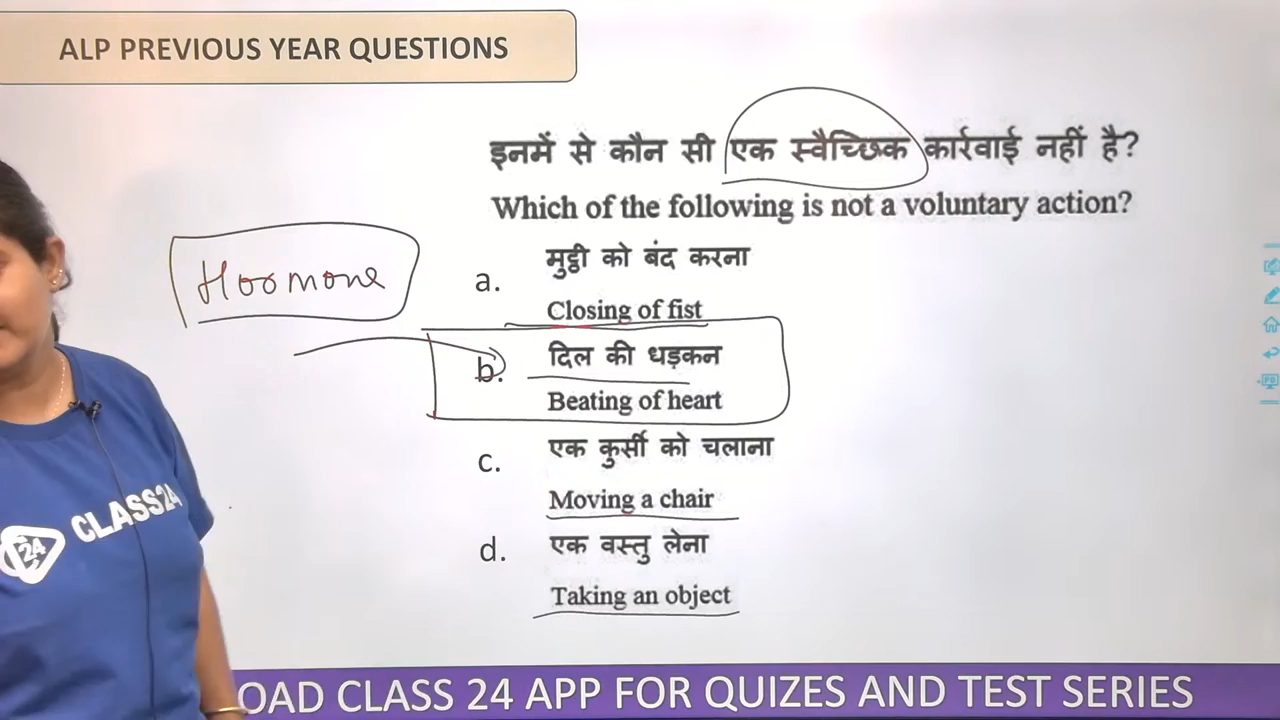 ALP PREVIOUS YEAR QUESTIONS
इनमें से कौन सी एक स्वैच्छिक कार्रवाई नहीं है?
Which of the following is not a voluntary action?
Hormone
a. मुट्ठी को बंद करना
Closing of fist
b. दिल की धड़कन
Beating of heart
c. एक कुर्सी को चलाना
Moving a chair
d. एक वस्तु लेना
Taking an object
24 CLASS24
OAD CLASS 24 APP FOR QUIZES AND TEST SERIES